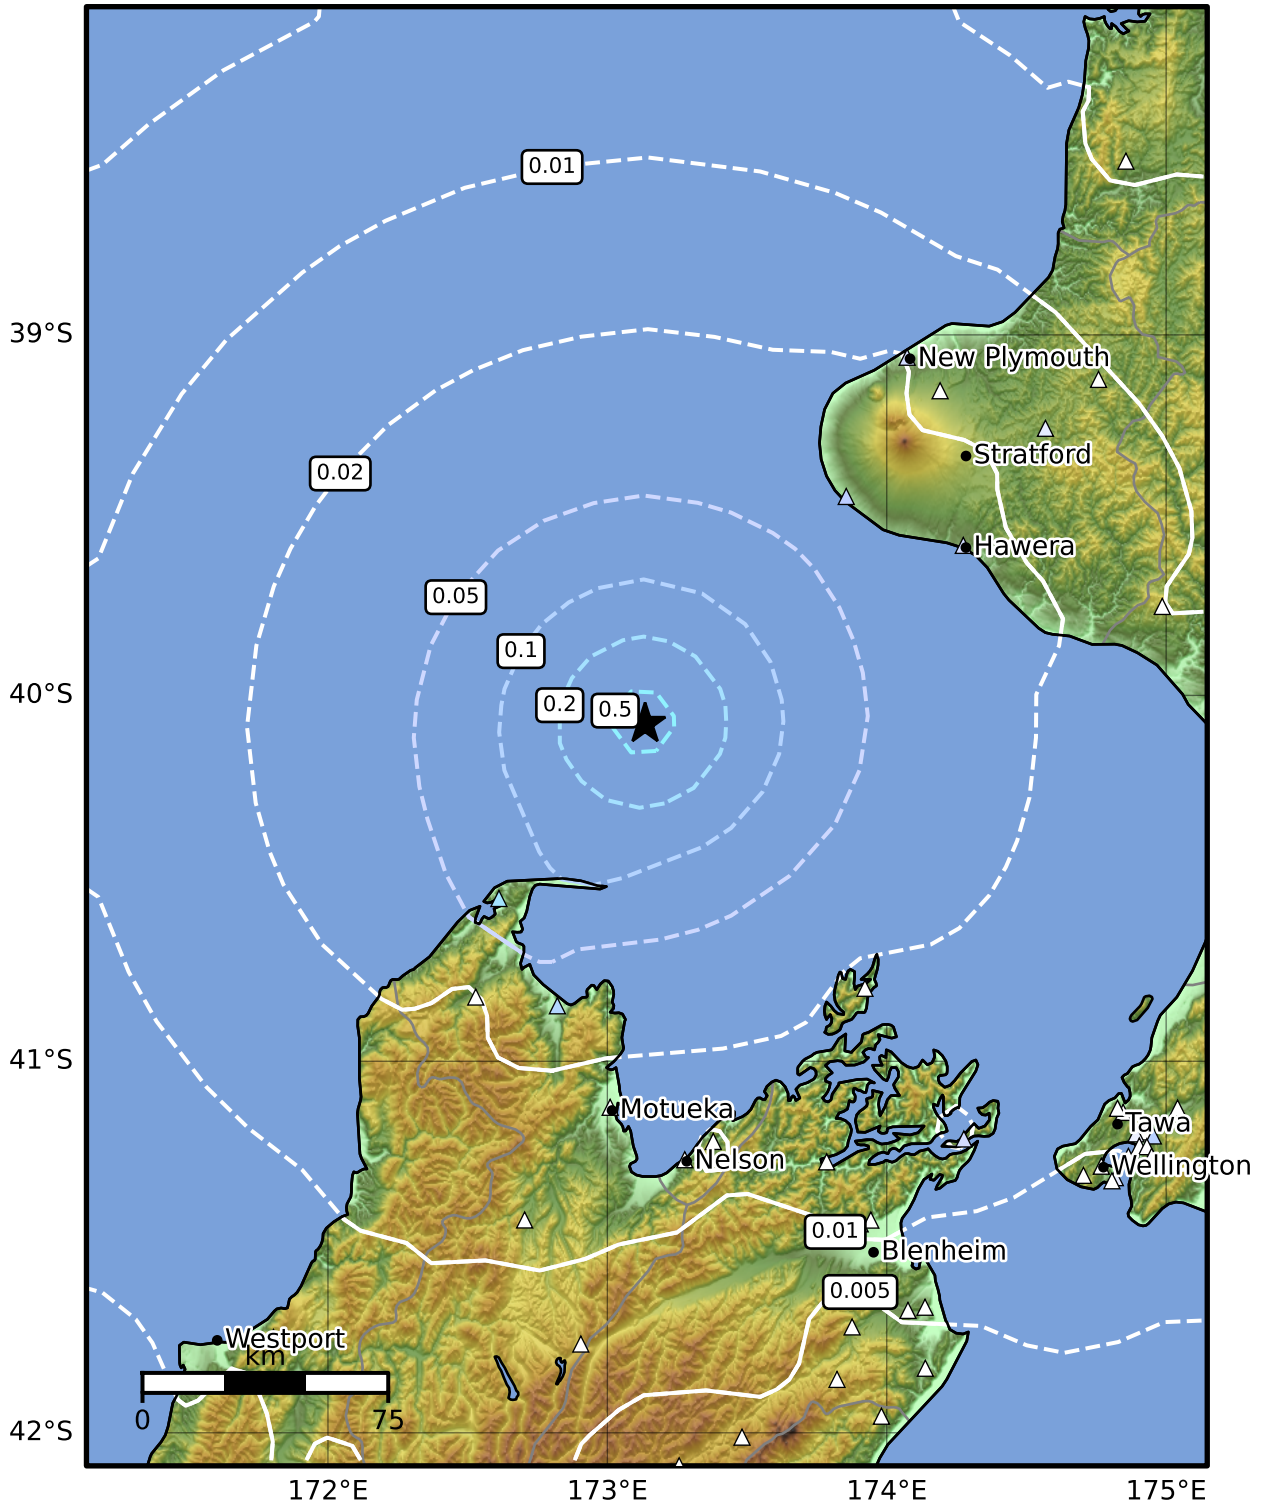 0.01
39°S
New Plymouth
0.02
Stratford
Hawera
0.05
0.1
40°S
0.2
0.5
41°S
Motueka
Tawa
Nelson
Wellington
0.01
Blenheim
0.005
Westport
km
0
75
42°S
172°E
173°E
174°E
175°E